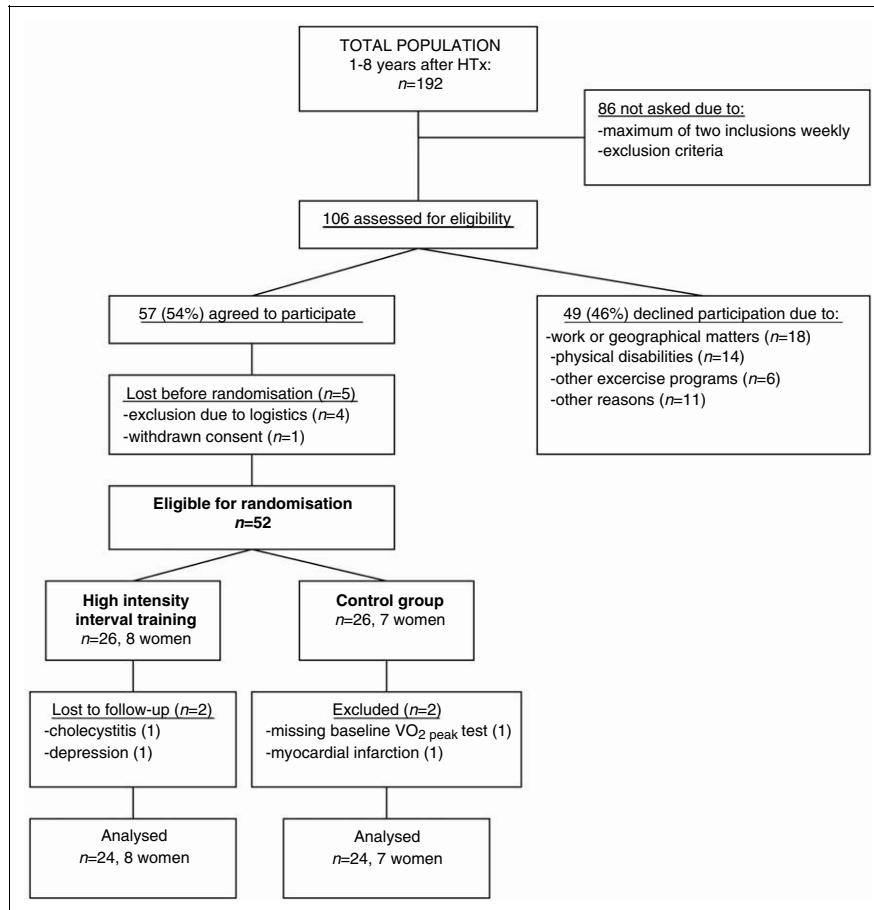 TOTAL POPULATION
1-8 years after HTx:
n=192
86 not asked due to:
-maximum of two inclusions weekly
-exclusion criteria
106 assessed for eligibility
57 (54%) agreed to participate
49 (46%) declined participation due to:
-work or geographical matters (n=18)
-physical disabilities (n=14)
-other excercise programs (n=6)
-other reasons (n=11)
Lost before randomisation (n=5)
-exclusion due to logistics (n=4)
-withdrawn consent (n=1)
Eligible for randomisation
n=52
High intensity
interval training
n=26, 8 women
Control group
n=26, 7 women
Lost to follow-up (n=2)
-cholecystitis (1)
-depression (1)
Excluded (n=2)
-missing baseline VO2 peak test (1)
-myocardial infarction (1)
Analysed
n=24, 8 women
Analysed
n=24, 7 women